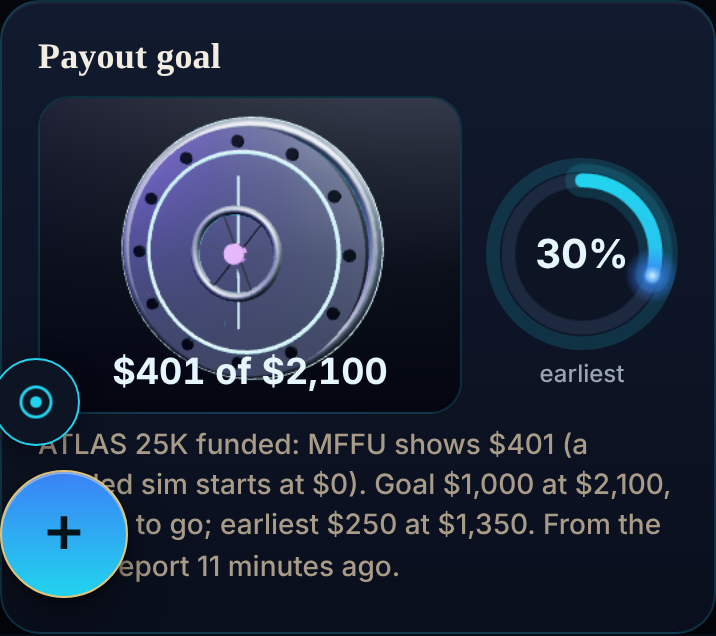 Payout goal
30%
$401 of $2,100
earliest
ATLAS 25K funded: MFFU shows $401 (a
ed sim starts at $0). Goal $1,000 at $2,100,
to go; earliest $250 at $1,350. From the
eport 11 minutes ago.
+